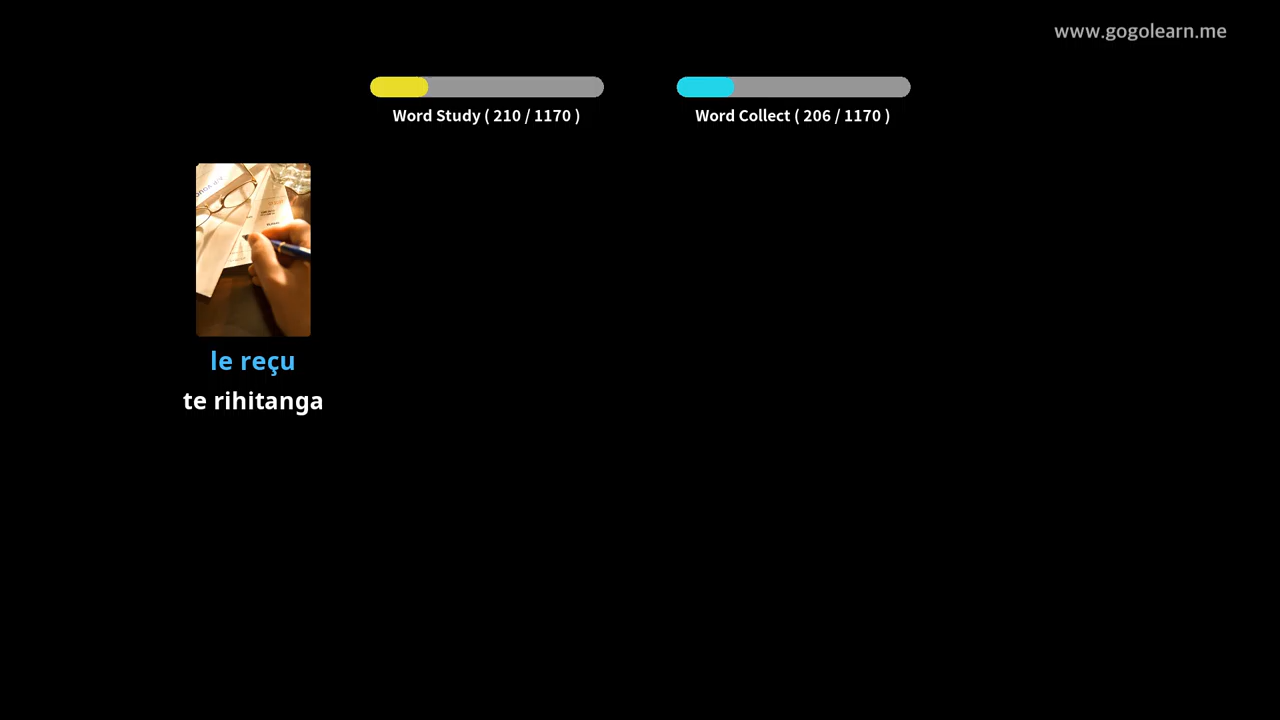 www.gogolearn.me
Word Study ( 210 / 1170 )
Word Collect ( 206 / 1170 )
le reçu
te rihitanga